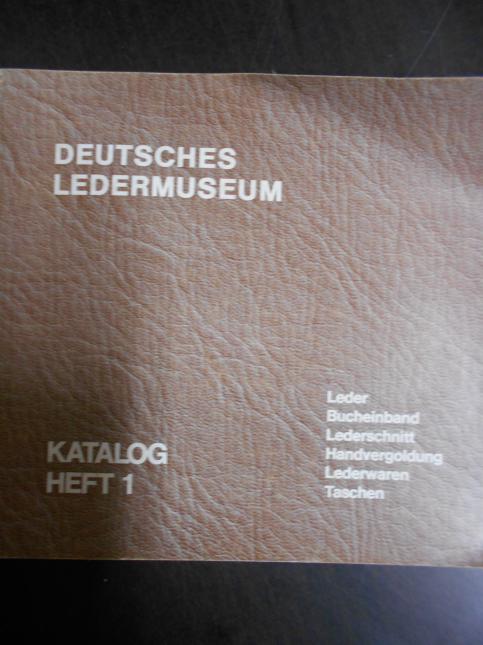 DEUTSCHES
LEDERMUSEUM
KATALOG
HEFT 1
Leder
Bucheinband
Lederschnitt
Handvergoldung
Lederwaren
Taschen